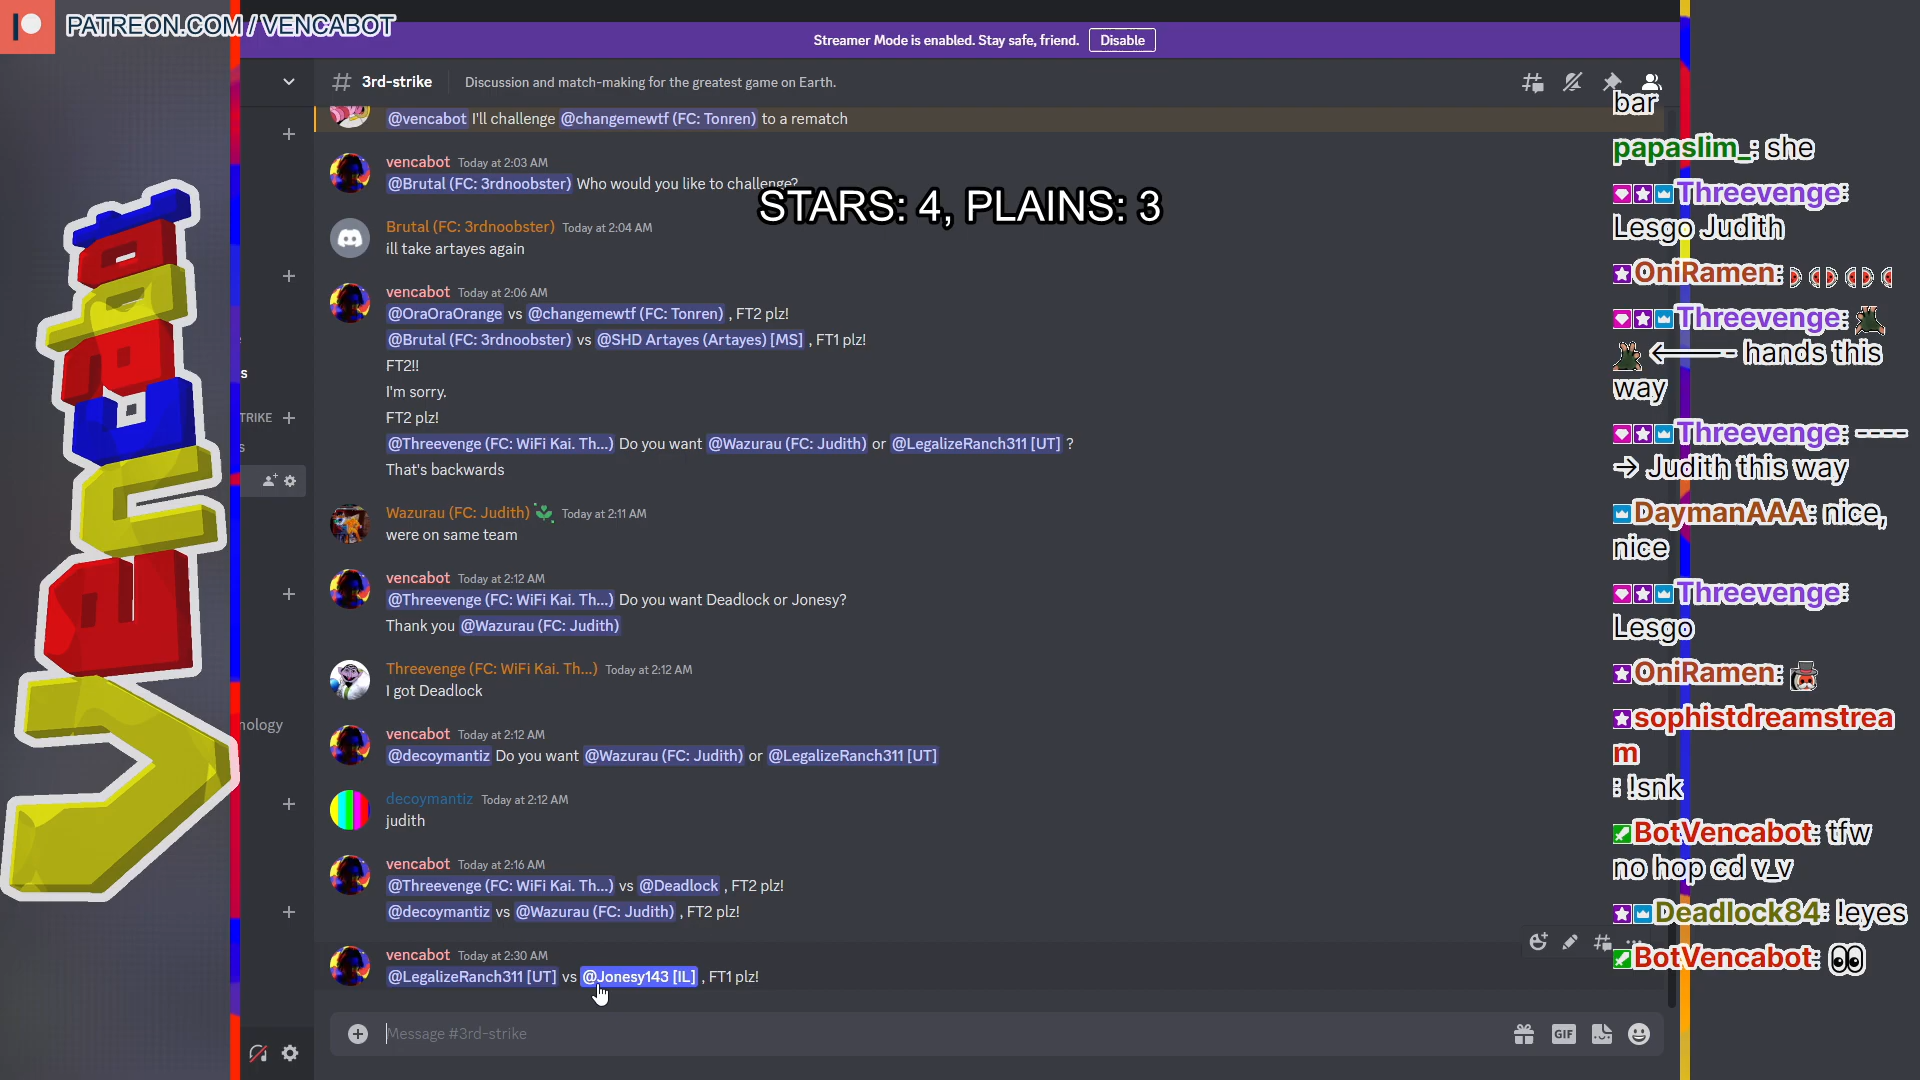 PATREON.COM / VENCABOT
Streamer Mode is enabled. Stay safe, friend.
Disable
3rd-strike
Discussion and match-making for the greatest game on Earth.
@vencabot I'll challenge @changemewtf (FC: Tonren) to a rematch
vencabot Today at 2:03 AM
@Brutal (FC: 3rdnoobster) Who would you like to challenge?
STARS: 4, PLAINS: 3
Brutal (FC: 3rdnoobster) Today at 2:04 AM
ill take artayes again
vencabot Today at 2:06 AM
@OraOraOrange vs @changemewtf (FC: Tonren) , FT2 plz!
@Brutal (FC: 3rdnoobster) vs @SHD Artayes (Artayes) [MS] , FT1 plz!
FT2!!
I'm sorry.
FT2 plz!
@Threevenge (FC: WiFi Kai. Th...) Do you want @Wazurau (FC: Judith) or @LegalizeRanch311 [UT] ?
That's backwards
Wazurau (FC: Judith) Today at 2:11 AM
were on same team
vencabot Today at 2:12 AM
@Threevenge (FC: WiFi Kai. Th...) Do you want Deadlock or Jonesy?
Thank you @Wazurau (FC: Judith)
Threevenge (FC: WiFi Kai. Th...) Today at 2:12 AM
I got Deadlock
vencabot Today at 2:12 AM
@decoymantiz Do you want @Wazurau (FC: Judith) or @LegalizeRanch311 [UT]
decoymantiz Today at 2:12 AM
judith
vencabot Today at 2:16 AM
@Threevenge (FC: WiFi Kai. Th...) vs @Deadlock , FT2 plz!
@decoymantiz vs @Wazurau (FC: Judith) , FT2 plz!
vencabot Today at 2:30 AM
@LegalizeRanch311 [UT] vs @Jonesy143 [IL] , FT1 plz!
Message #3rd-strike
GIF
s
TRIKE
s
nology
vencabot
bar
papaslim_: she
Threevenge:
Lesgo Judith
OniRamen:
Threevenge:
<---- hands this
way
Threevenge: ----
-> Judith this way
DaymanAAA: nice,
nice
Threevenge:
Lesgo
OniRamen:
sophistdreamstrea
m
: !snk
BotVencabot: tfw
no hop cd v_v
Deadlock84: !eyes
BotVencabot: 👀